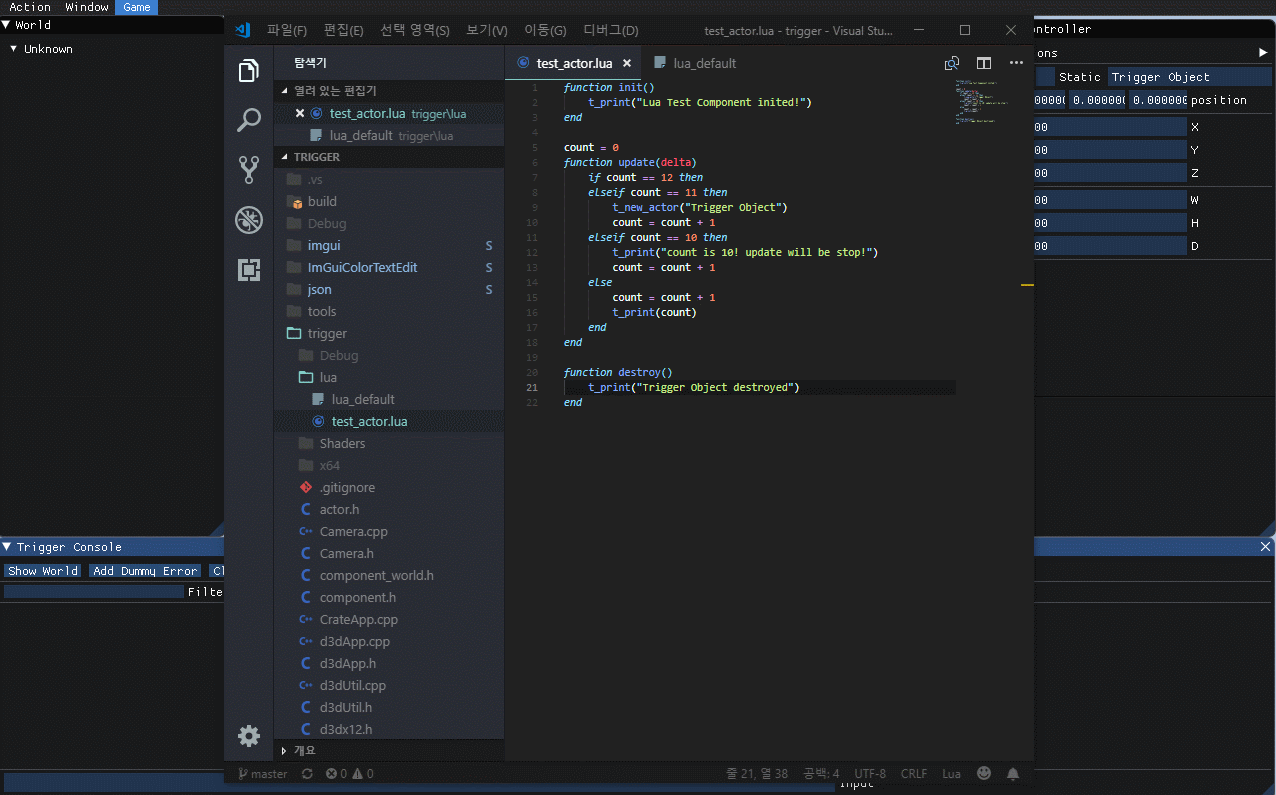 Action Window Game
World
Unknown
파일(F) 편집(E) 선택 영역(S) 보기(V) 이동(G) 디버그(D)
test_actor.lua - trigger - Visual Stu...
탐색기
열려 있는 편집기
test_actor.lua trigger\lua
lua_default trigger\lua
TRIGGER
.vs
build
Debug
imgui S
ImGuiColorTextEdit S
json S
tools
trigger
Debug
lua
lua_default
test_actor.lua
Shaders
x64
.gitignore
actor.h
Camera.cpp
Camera.h
component_world.h
component.h
CrateApp.cpp
d3dApp.cpp
d3dApp.h
d3dUtil.cpp
d3dUtil.h
d3dx12.h
개요
test_actor.lua
lua_default
1 function init()
2 t_print("Lua Test Component inited!")
3 end
4
5 count = 0
6 function update(delta)
7 if count == 12 then
8 elseif count == 11 then
9 t_new_actor("Trigger Object")
10 count = count + 1
11 elseif count == 10 then
12 t_print("count is 10! update will be stop!")
13 count = count + 1
14 else
15 count = count + 1
16 t_print(count)
17 end
18 end
19
20 function destroy()
21 t_print("Trigger Object destroyed")
22 end
master 0 0
줄 21, 열 38 공백: 4 UTF-8 CRLF Lua
ontroller
ons
Static Trigger Object
00000( 0.00000( 0.00000( position
00 X
00 Y
00 Z
00 W
00 H
00 D
Trigger Console
Show World Add Dummy Error Cl
Filte
Input